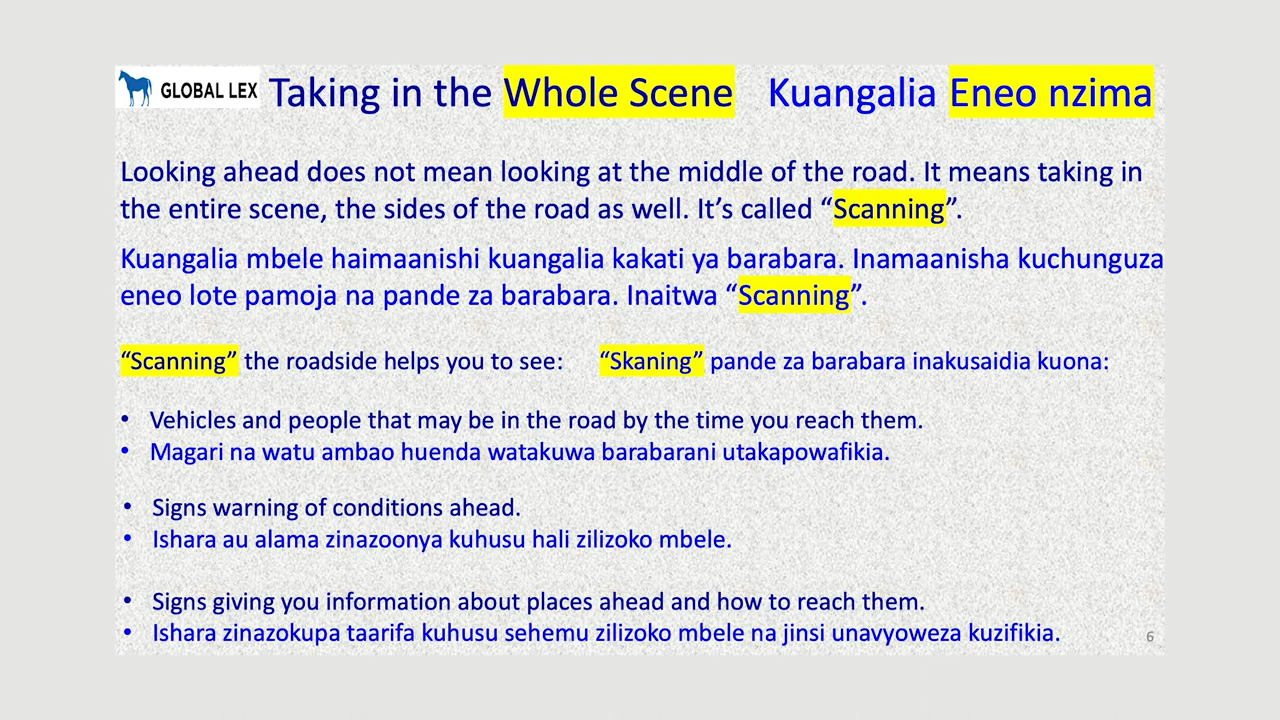 GLOBAL LEX
Taking in the Whole Scene Kuangalia Eneo nzima
Looking ahead does not mean looking at the middle of the road. It means taking in
the entire scene, the sides of the road as well. It’s called “Scanning”.
Kuangalia mbele haimaanishi kuangalia kakati ya barabara. Inamaanisha kuchunguza
eneo lote pamoja na pande za barabara. Inaitwa “Scanning”.
“Scanning” the roadside helps you to see: “Skaning” pande za barabara inakusaidia kuona:
• Vehicles and people that may be in the road by the time you reach them.
• Magari na watu ambao huenda watakuwa barabarani utakapowafikia.
• Signs warning of conditions ahead.
• Ishara au alama zinazoonya kuhusu hali zilizoko mbele.
• Signs giving you information about places ahead and how to reach them.
• Ishara zinazokupa taarifa kuhusu sehemu zilizoko mbele na jinsi unavyoweza kuzifikia.
6